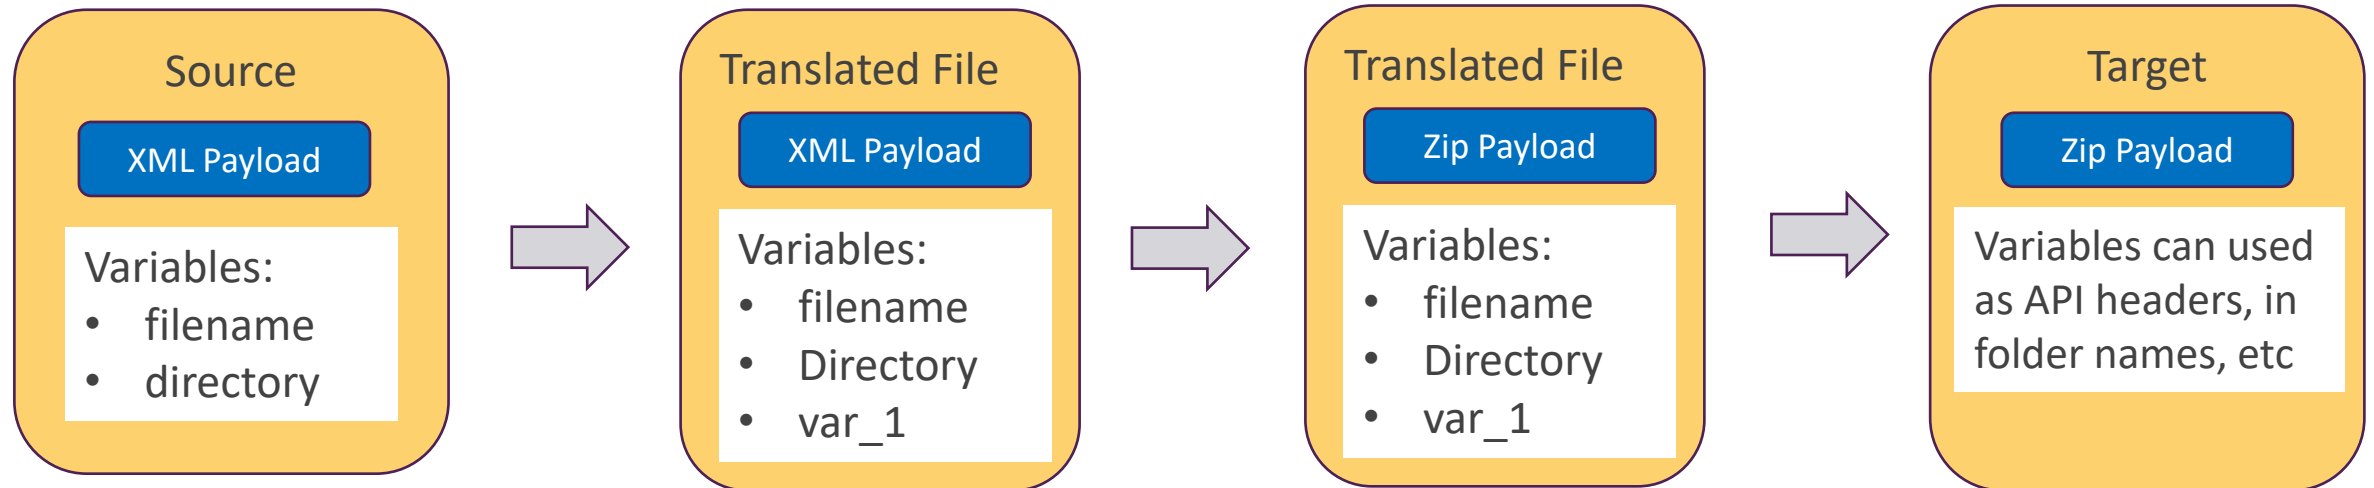 Source
XML Payload
Variables:
• filename
• directory
Translated File
XML Payload
Variables:
• filename
• Directory
• var_1
Translated File
Zip Payload
Variables:
• filename
• Directory
• var_1
Target
Zip Payload
Variables can used
as API headers, in
folder names, etc